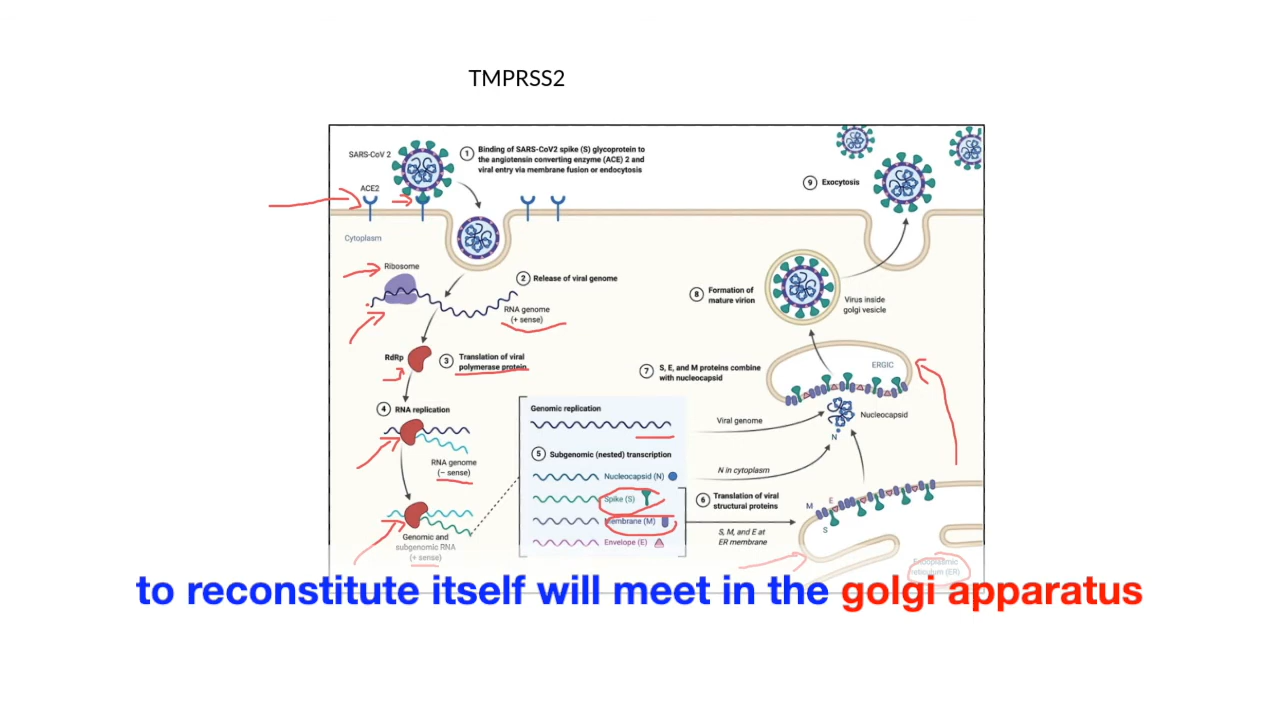 TMPRSS2
SARS-CoV 2
ACE2
1 Binding of SARS-CoV2 spike (S) glycoprotein to
the angiotensin converting enzyme (ACE) 2 and
viral entry via membrane fusion or endocytosis
9 Exocytosis
Cytoplasm
Ribosome
2 Release of viral genome
RNA genome
(+ sense)
RdRp
3 Translation of viral
polymerase protein
4 RNA replication
RNA genome
(− sense)
Genomic and
subgenomic RNA
(+ sense)
Genomic replication
5 Subgenomic (nested) transcription
Nucleocapsid (N)
Spike (S)
Membrane (M)
Envelope (E)
Viral genome
N in cytoplasm
6 Translation of viral
structural proteins
S, M, and E at
ER membrane
7 S, E, and M proteins combine
with nucleocapsid
8 Formation of
mature virion
Virus inside
golgi vesicle
ERGIC
Nucleocapsid
N
M
E
S
Endoplasmic
reticulum (ER)
to reconstitute itself will meet in the golgi apparatus